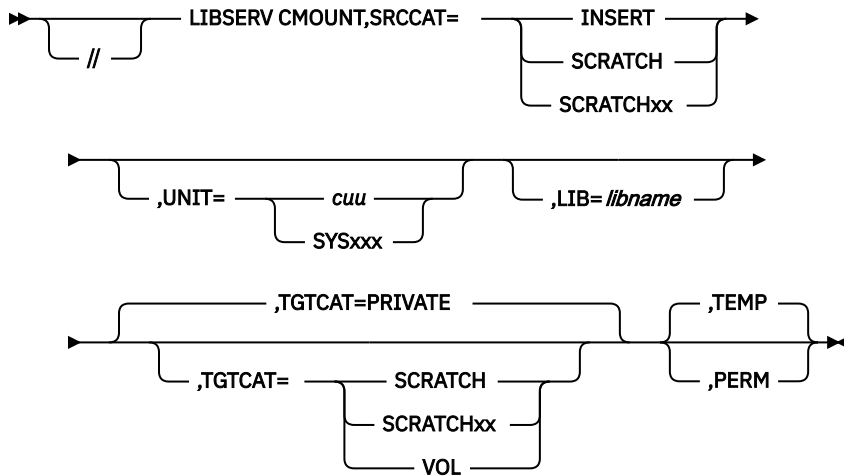 // LIBSERV CMOUNT,SRCCAT= INSERT
SCRATCH
SCRATCHxx
,UNIT= cuu
SYSxxx
,LIB=libname
,TGTCAT=PRIVATE
,TGTCAT= SCRATCH
SCRATCHxx
VOL
,TEMP
,PERM